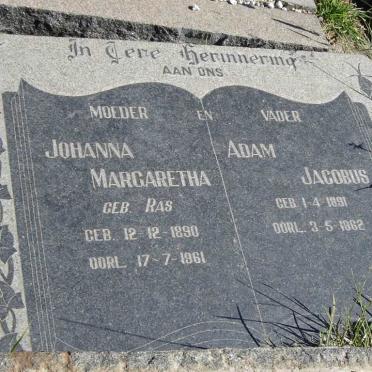 In Tere Herinnering
AAN ONS
MOEDER EN VADER
JOHANNA
MARGARETHA
GEB. RAS
GEB. 12-12-1890
OORL. 17-7-1961
ADAM
JACOBUS
GEB. 1-4-1891
OORL. 3-5-1962